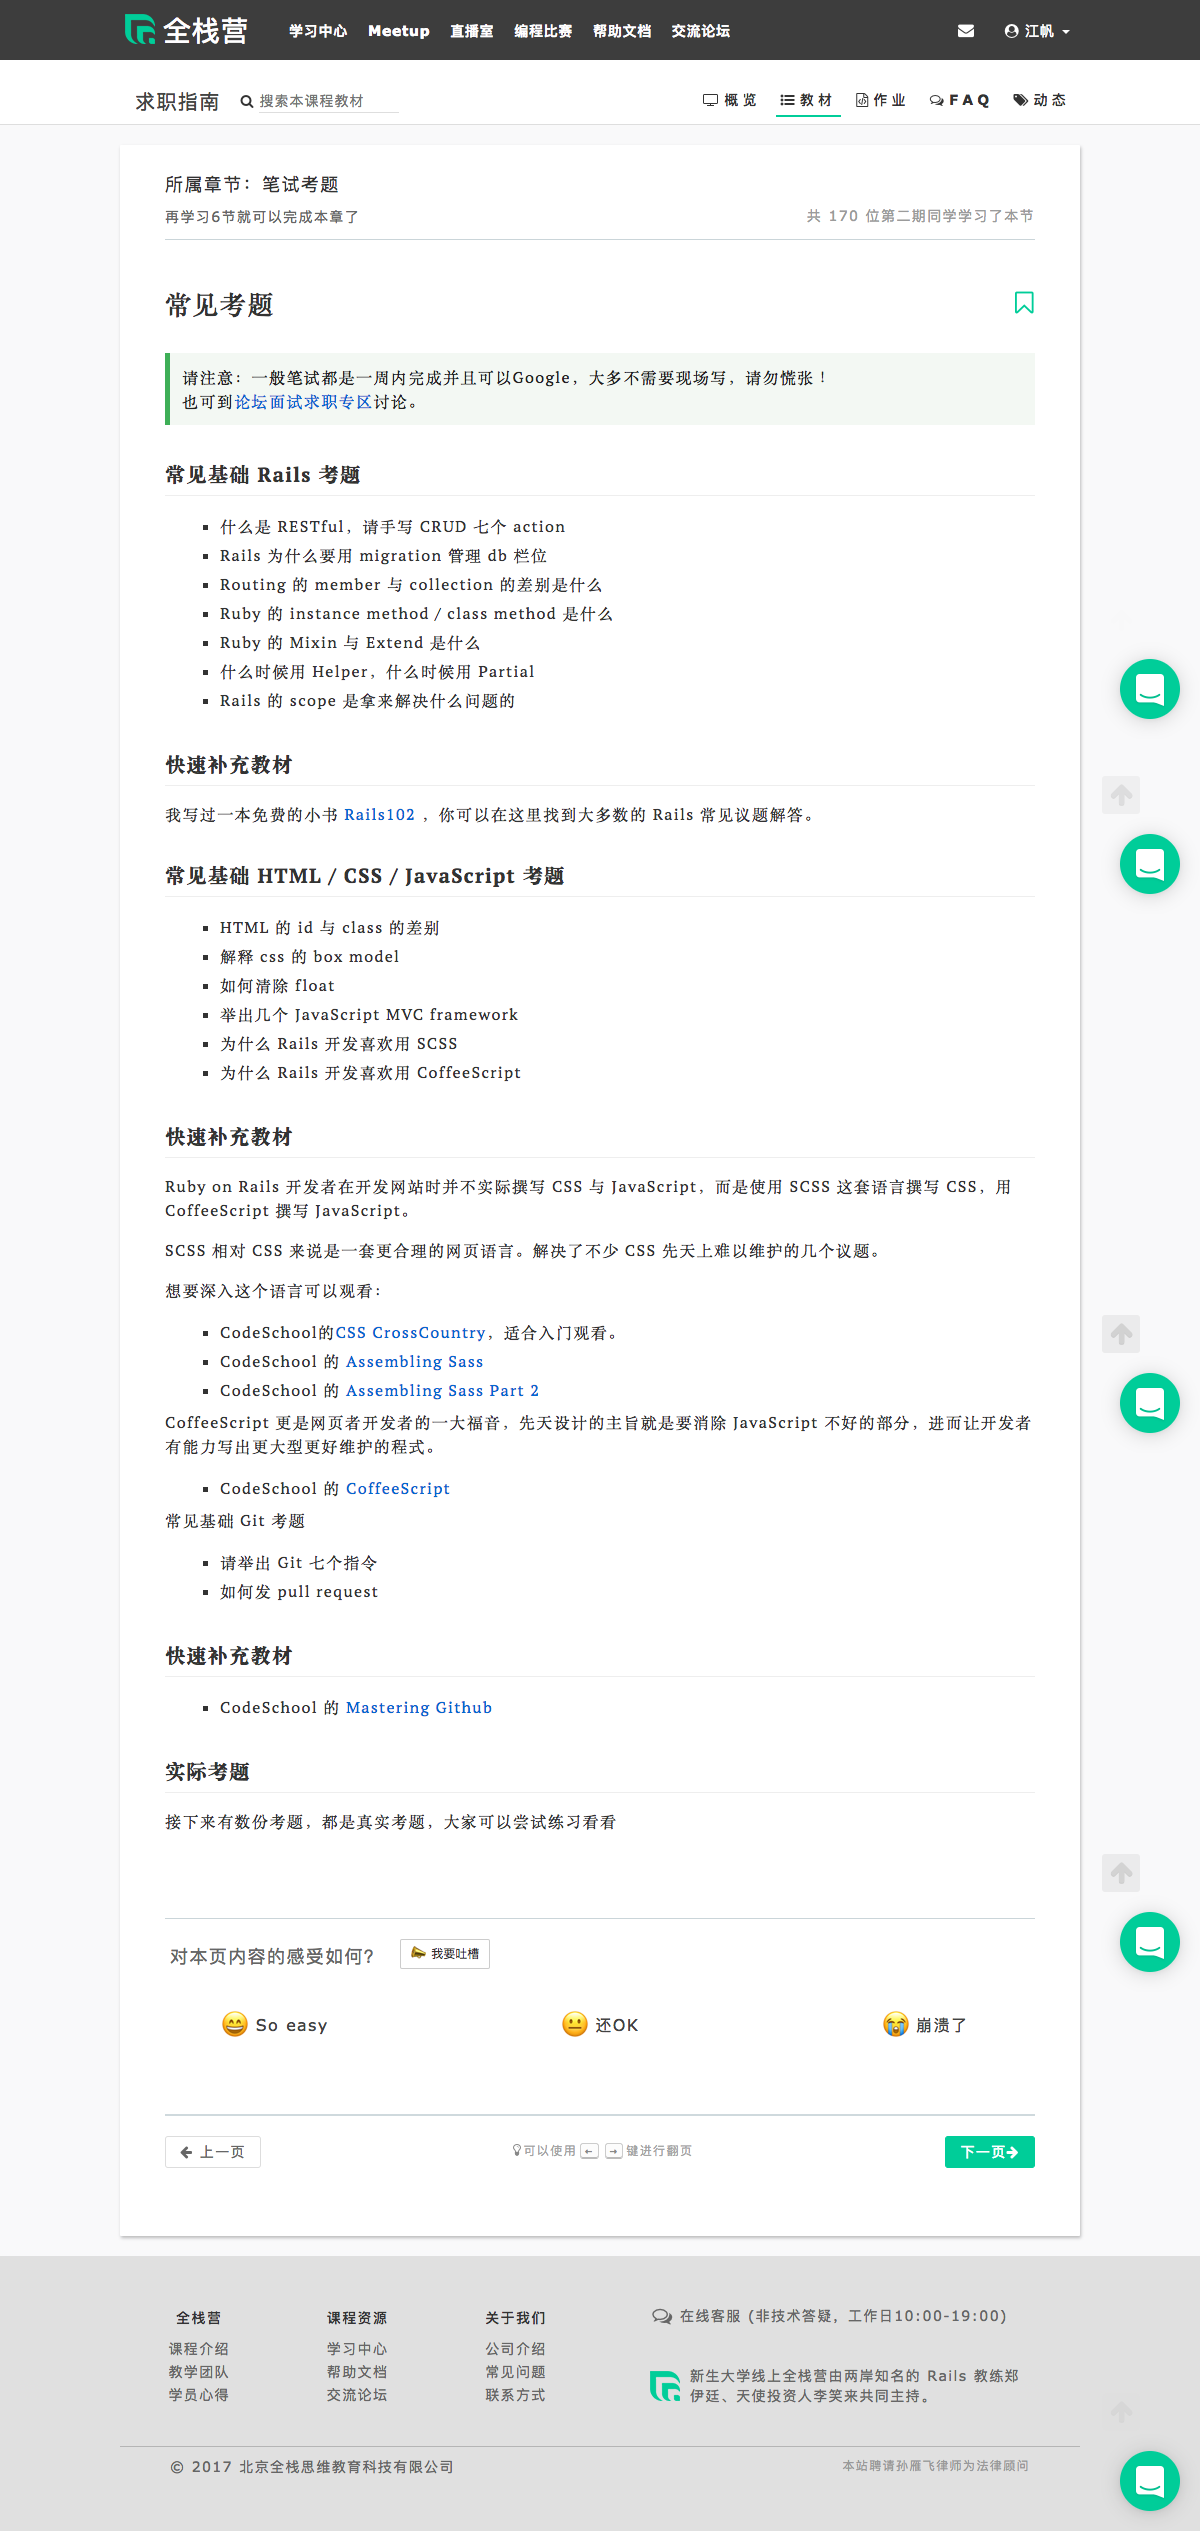 全栈营 学习中心 Meetup 直播室 编程比赛 帮助文档 交流论坛 江帆
求职指南 搜索本课程教材 概览 教材 作业 FAQ 动态
所属章节：笔试考题
再学习6节就可以完成本章了 共 170 位第二期同学学习了本节
常见考题
请注意：一般笔试都是一周内完成并且可以Google，大多不需要现场写，请勿慌张！
也可到论坛面试求职专区讨论。
常见基础 Rails 考题
什么是 RESTful，请手写 CRUD 七个 action
Rails 为什么要用 migration 管理 db 栏位
Routing 的 member 与 collection 的差别是什么
Ruby 的 instance method / class method 是什么
Ruby 的 Mixin 与 Extend 是什么
什么时候用 Helper，什么时候用 Partial
Rails 的 scope 是拿来解决什么问题的
快速补充教材
我写过一本免费的小书 Rails102 ，你可以在这里找到大多数的 Rails 常见议题解答。
常见基础 HTML / CSS / JavaScript 考题
HTML 的 id 与 class 的差别
解释 css 的 box model
如何清除 float
举出几个 JavaScript MVC framework
为什么 Rails 开发喜欢用 SCSS
为什么 Rails 开发喜欢用 CoffeeScript
快速补充教材
Ruby on Rails 开发者在开发网站时并不实际撰写 CSS 与 JavaScript，而是使用 SCSS 这套语言撰写 CSS，用
CoffeeScript 撰写 JavaScript。
SCSS 相对 CSS 来说是一套更合理的网页语言。解决了不少 CSS 先天上难以维护的几个议题。
想要深入这个语言可以观看：
CodeSchool的CSS CrossCountry，适合入门观看。
CodeSchool 的 Assembling Sass
CodeSchool 的 Assembling Sass Part 2
CoffeeScript 更是网页者开发者的一大福音，先天设计的主旨就是要消除 JavaScript 不好的部分，进而让开发者
有能力写出更大型更好维护的程式。
CodeSchool 的 CoffeeScript
常见基础 Git 考题
请举出 Git 七个指令
如何发 pull request
快速补充教材
CodeSchool 的 Mastering Github
实际考题
接下来有数份考题，都是真实考题，大家可以尝试练习看看
对本页内容的感受如何? 我要吐槽
So easy 还OK 崩溃了
上一页 可以使用 ← → 键进行翻页 下一页
全栈营 课程资源 关于我们 在线客服 (非技术答疑，工作日10:00-19:00)
课程介绍 学习中心 公司介绍
教学团队 帮助文档 常见问题 新生大学线上全栈营由两岸知名的 Rails 教练郑
学员心得 交流论坛 联系方式 伊廷、天使投资人李笑来共同主持。
© 2017 北京全栈思维教育科技有限公司 本站聘请孙雁飞律师为法律顾问